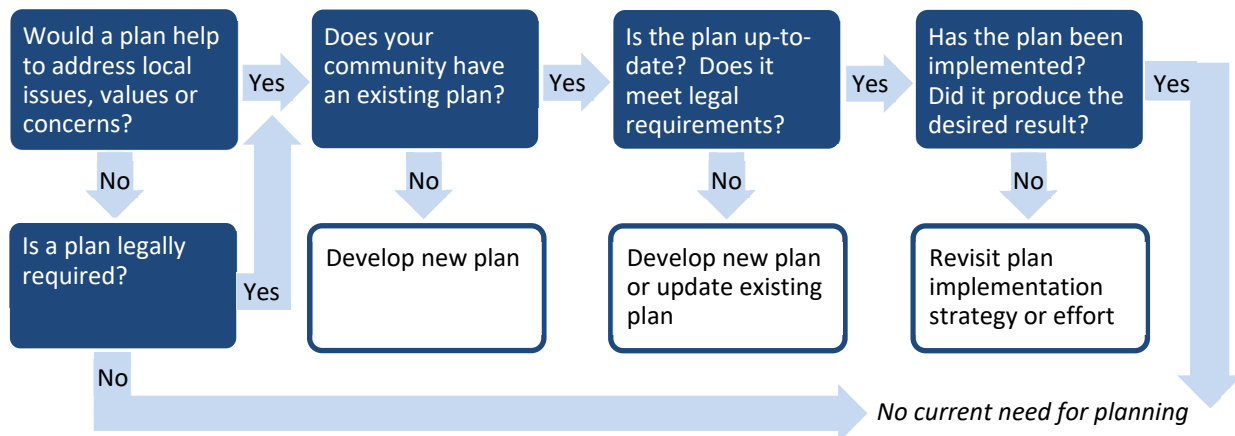 Would a plan help
to address local
issues, values or
concerns?
Yes
Does your
community have
an existing plan?
Yes
Is the plan up-to-
date?  Does it
meet legal
requirements?
Yes
Has the plan been
implemented?
Did it produce the
desired result?
Yes
No
No
No
No
Is a plan legally
required?
Yes
Develop new plan
Develop new plan
or update existing
plan
Revisit plan
implementation
strategy or effort
No
No current need for planning